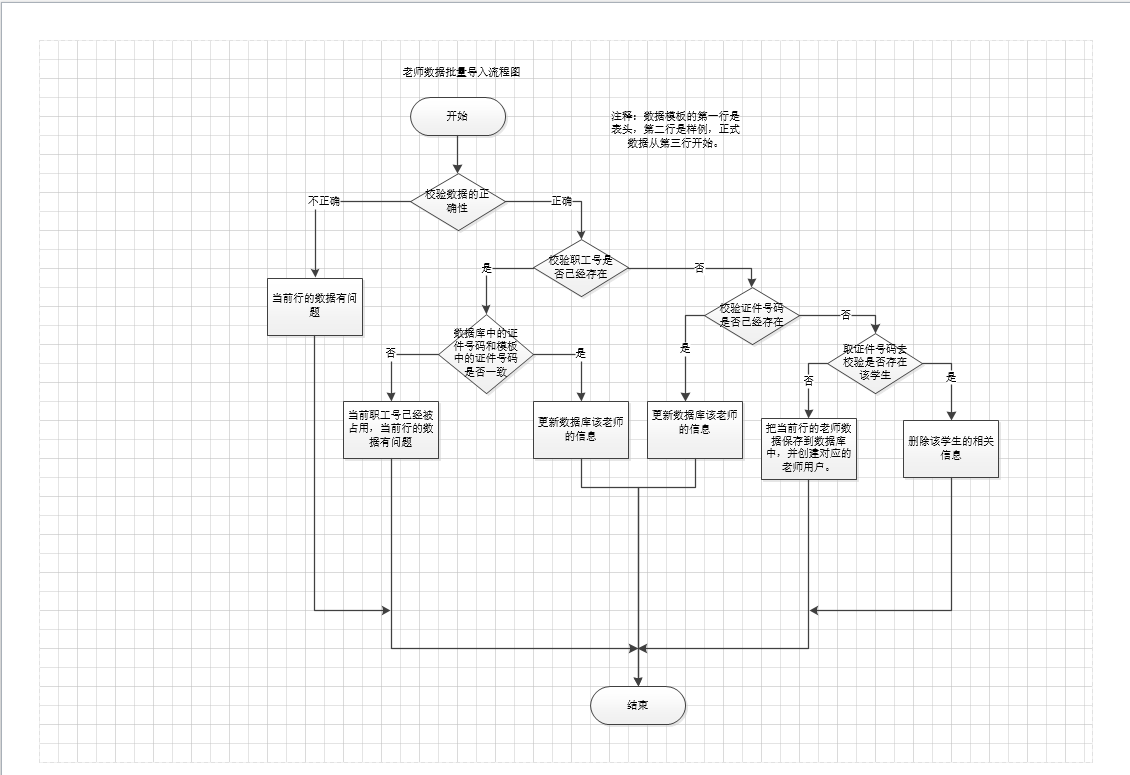 老师数据批量导入流程图
开始
注释：数据模板的第一行是
表头，第二行是样例，正式
数据从第三行开始。
校验数据的正
确性
不正确
正确
校验职工号是
否已经存在
是
否
当前行的数据有问
题
校验证件号码
是否已经存在
否
数据库中的证
件号码和模板
中的证件号码
是否一致
是
取证件号码去
校验是否存在
该学生
否
是
否
是
当前职工号已经被
占用，当前行的数
据有问题
更新数据库该老师
的信息
更新数据库该老师
的信息
把当前行的老师数
据保存到数据库
中，并创建对应的
老师用户。
删除该学生的相关
信息
结束